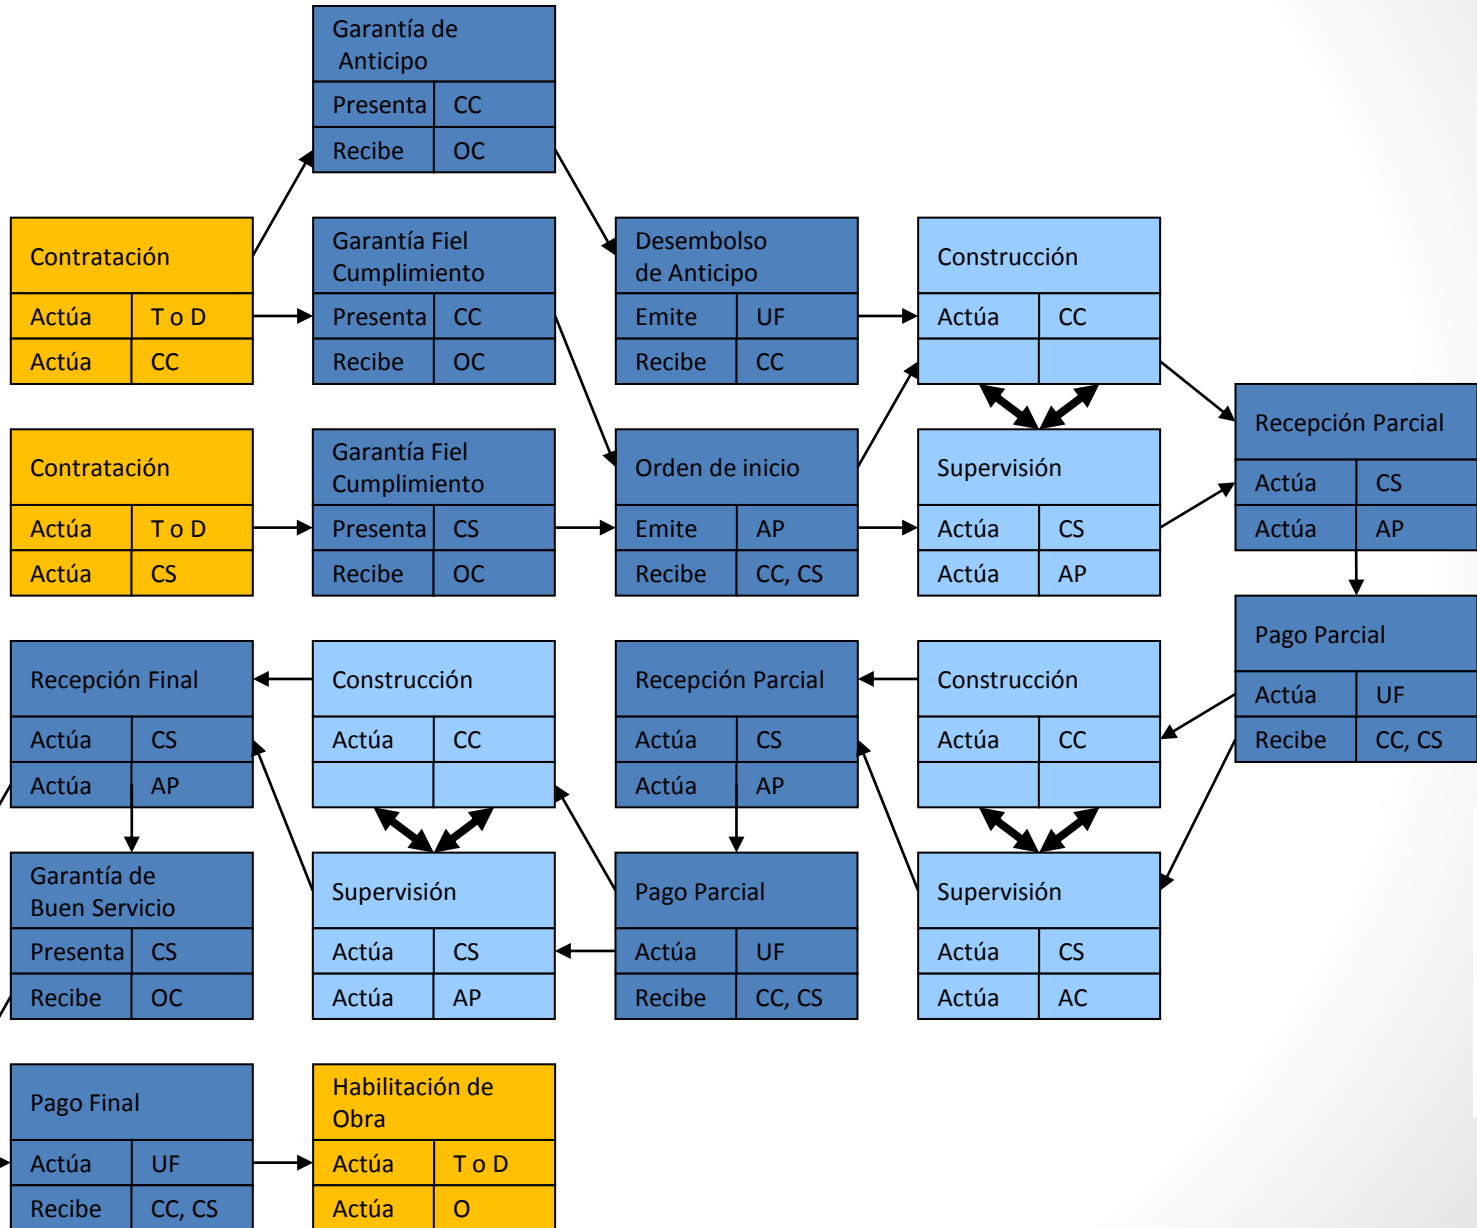 Garantía de
Anticipo
Presenta CC
Recibe OC
Contratación
Actúa T o D
Actúa CC
Garantía Fiel
Cumplimiento
Presenta CC
Recibe OC
Desembolso
de Anticipo
Emite UF
Recibe CC
Construcción
Actúa CC
Contratación
Actúa T o D
Actúa CS
Garantía Fiel
Cumplimiento
Presenta CS
Recibe OC
Orden de inicio
Emite AP
Recibe CC, CS
Supervisión
Actúa CS
Actúa AP
Recepción Parcial
Actúa CS
Actúa AP
Pago Parcial
Actúa UF
Recibe CC, CS
Recepción Final
Actúa CS
Actúa AP
Construcción
Actúa CC
Recepción Parcial
Actúa CS
Actúa AP
Construcción
Actúa CC
Garantía de
Buen Servicio
Presenta CS
Recibe OC
Supervisión
Actúa CS
Actúa AP
Pago Parcial
Actúa UF
Recibe CC, CS
Supervisión
Actúa CS
Actúa AC
Pago Final
Actúa UF
Recibe CC, CS
Habilitación de
Obra
Actúa T o D
Actúa O